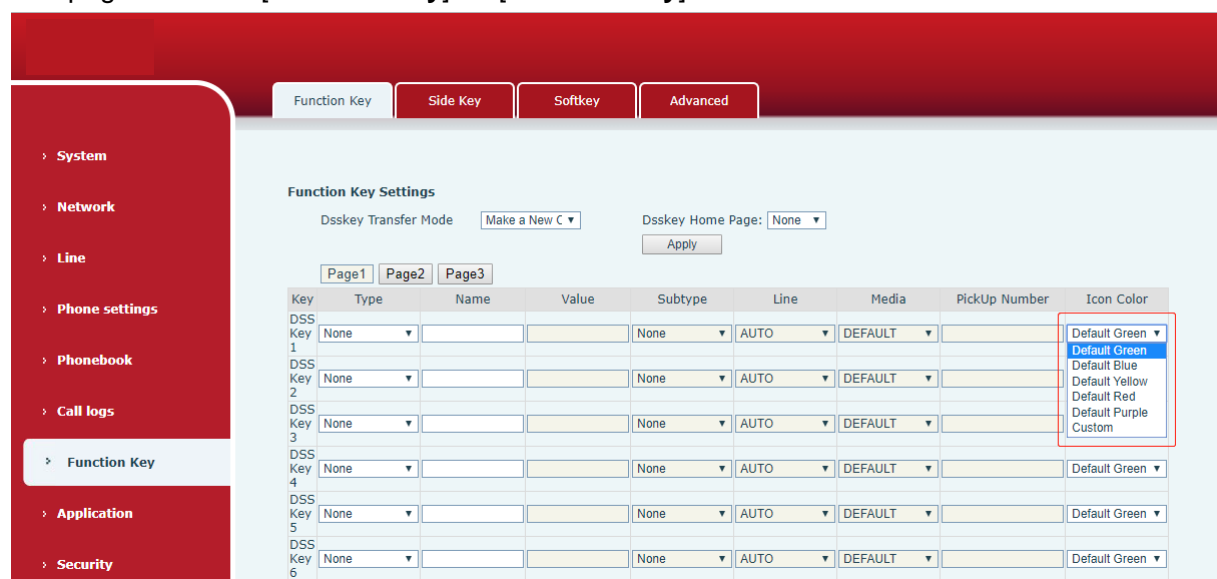 Function Key
Side Key
Softkey
Advanced
› System
› Network
› Line
› Phone settings
› Phonebook
› Call logs
› Function Key
› Application
› Security
Function Key Settings
Dsskey Transfer Mode Make a New C Dsskey Home Page: None
Apply
Page1 Page2 Page3
Key Type Name Value Subtype Line Media PickUp Number Icon Color
DSS Key 1 None None AUTO DEFAULT Default Green
Default Green
Default Blue
Default Yellow
Default Red
Default Purple
Custom
DSS Key 2 None None AUTO DEFAULT
DSS Key 3 None None AUTO DEFAULT
DSS Key 4 None None AUTO DEFAULT Default Green
DSS Key 5 None None AUTO DEFAULT Default Green
DSS Key 6 None None AUTO DEFAULT Default Green